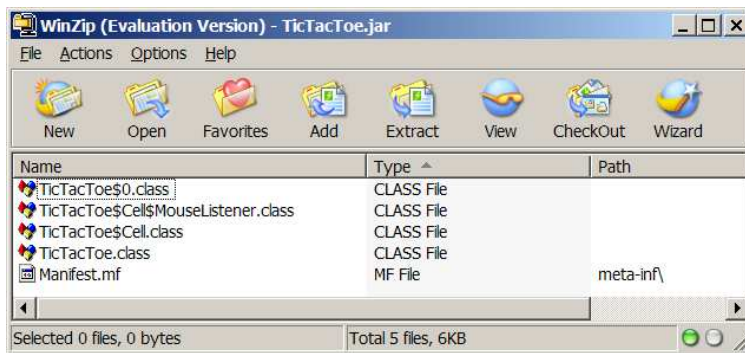 WinZip (Evaluation Version) - TicTacToe.jar
File Actions Options Help
New Open Favorites Add Extract View CheckOut Wizard
Name Type Path
TicTacToe$0.class CLASS File
TicTacToe$Cell$MouseListener.class CLASS File
TicTacToe$Cell.class CLASS File
TicTacToe.class CLASS File
Manifest.mf MF File meta-inf\
Selected 0 files, 0 bytes Total 5 files, 6KB